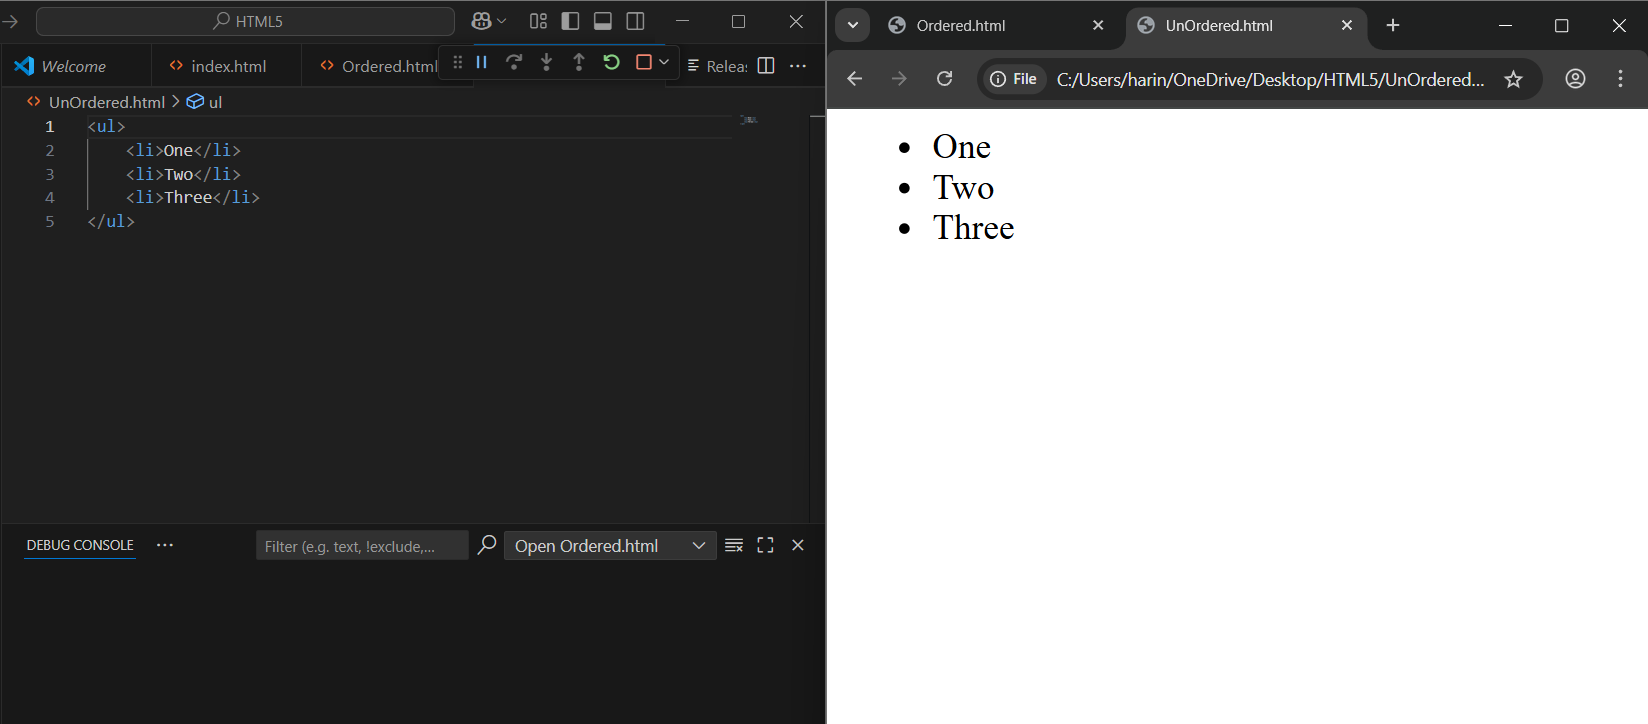 HTML5
Welcome
index.html
Ordered.html
Releas
UnOrdered.html > ul
1 <ul>
2 <li>One</li>
3 <li>Two</li>
4 <li>Three</li>
5 </ul>
DEBUG CONSOLE
Filter (e.g. text, !exclude,...
Open Ordered.html
Ordered.html
UnOrdered.html
File
C:/Users/harin/OneDrive/Desktop/HTML5/UnOrdered...
• One
• Two
• Three